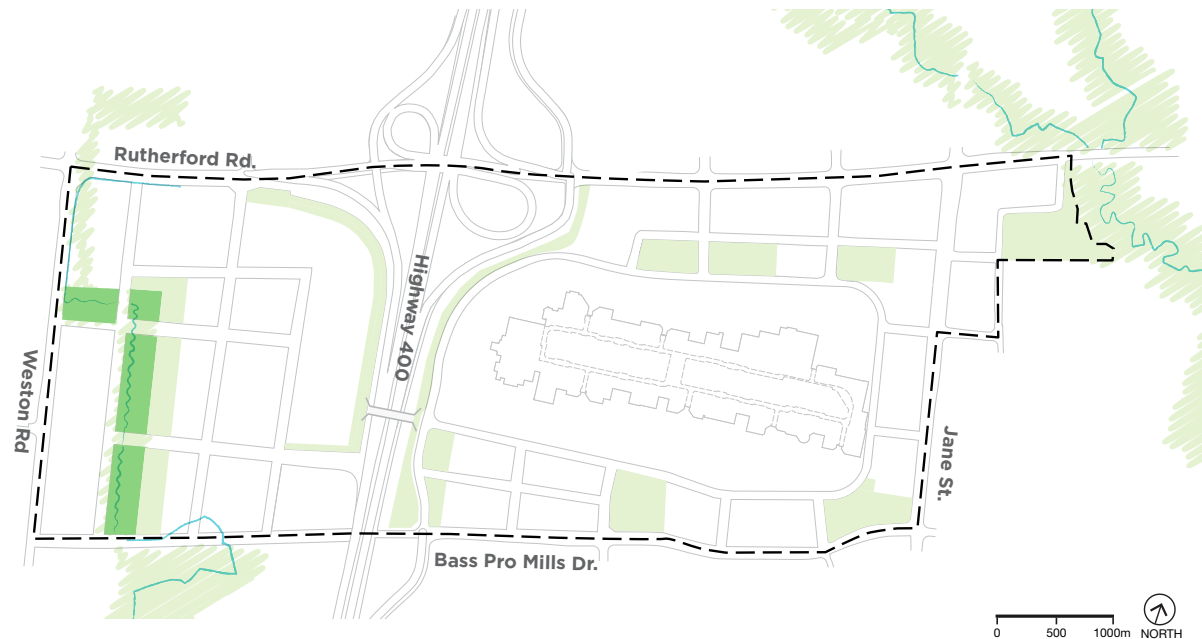 Rutherford Rd.
Highway 400
Weston Rd
Jane St.
Bass Pro Mills Dr.
0 500 1000m NORTH